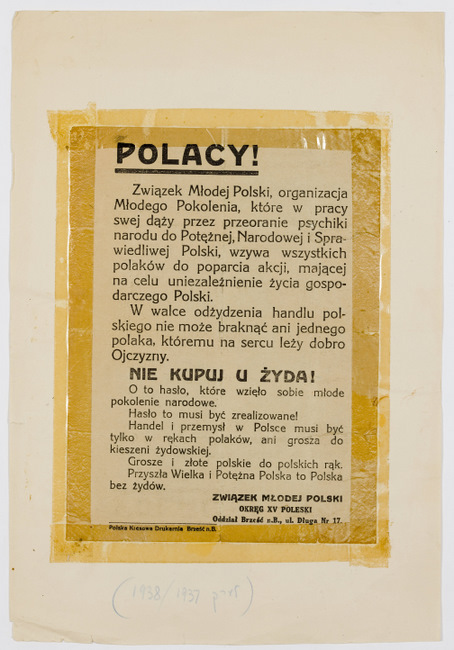 POLACY!
Związek Młodej Polski, organizacja
Młodego Pokolenia, które w pracy
swej dąży przez przeoranie psychiki
narodu do Potężnej, Narodowej i Spra-
wiedliwej Polski, wzywa wszystkich
polaków do poparcia akcji, mającej
na celu uniezależnienie życia gospo-
darczego Polski.
W walce odżydzenia handlu pol-
skiego nie może braknąć ani jednego
polaka, któremu na sercu leży dobro
Ojczyzny.
NIE KUPUJ U ŻYDA!
O to hasło, które wzięło sobie młode
pokolenie narodowe.
Hasło to musi być zrealizowane!
Handel i przemysł w Polsce musi być
tylko w rękach polaków, ani grosza do
kieszeni żydowskiej.
Grosze i złote polskie do polskich rąk.
Przyszła Wielka i Potężna Polska to Polska
bez żydów.
ZWIĄZEK MŁODEJ POLSKI
OKRĘG XV POLESKI
Oddział Brześć n.B., ul. Długa Nr 17.
Polska Kresowa Drukarnia Brześć n.B.
(1938/1937